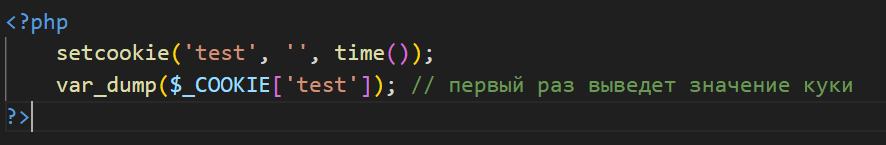 <?php
setcookie('test', '', time());
var_dump($_COOKIE['test']); // первый раз выведет значение куки
?>